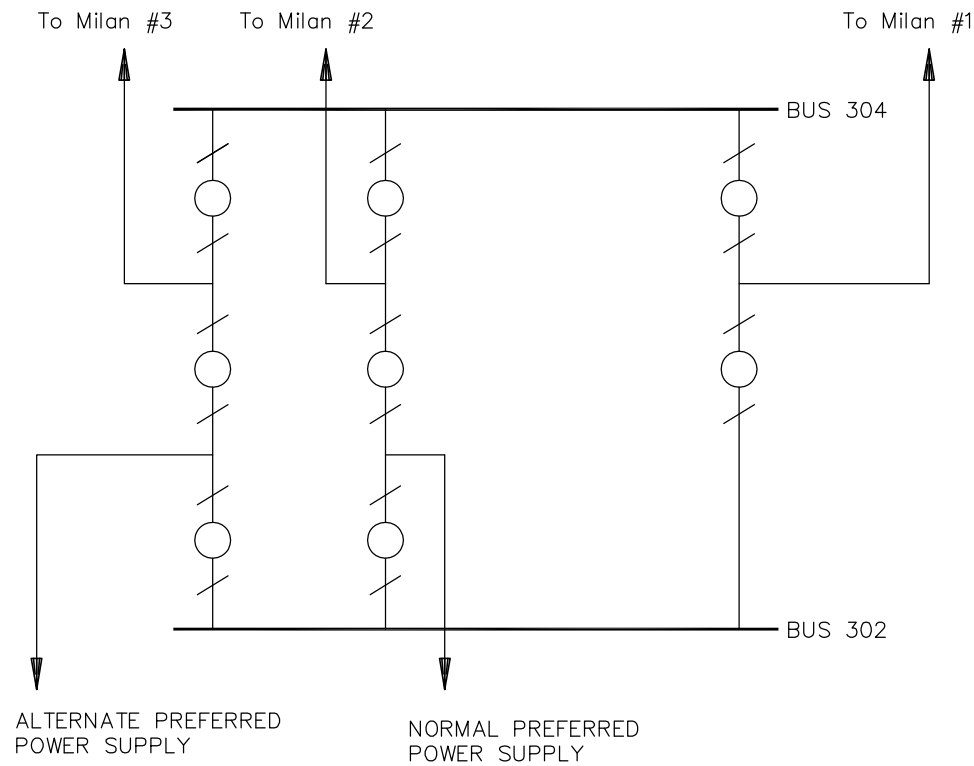 To Milan #3
To Milan #2
To Milan #1
BUS 304
BUS 302
ALTERNATE PREFERRED
POWER SUPPLY
NORMAL PREFERRED
POWER SUPPLY